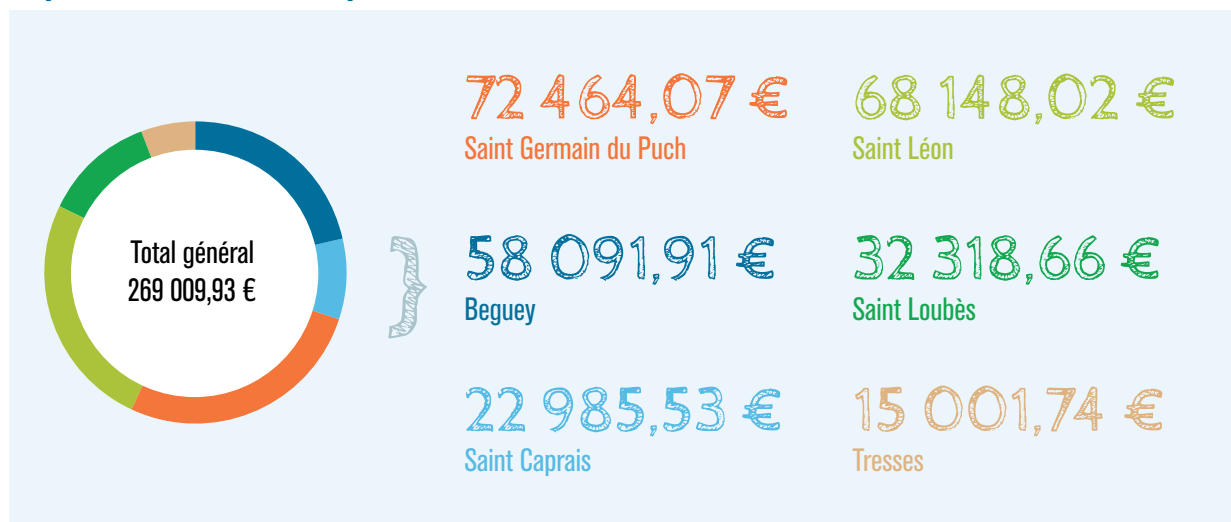 Total général
269 009,93 €
72 464,07 €
Saint Germain du Puch
68 148,02 €
Saint Léon
58 091,91 €
Beguey
32 318,66 €
Saint Loubès
22 985,53 €
Saint Caprais
15 001,74 €
Tresses